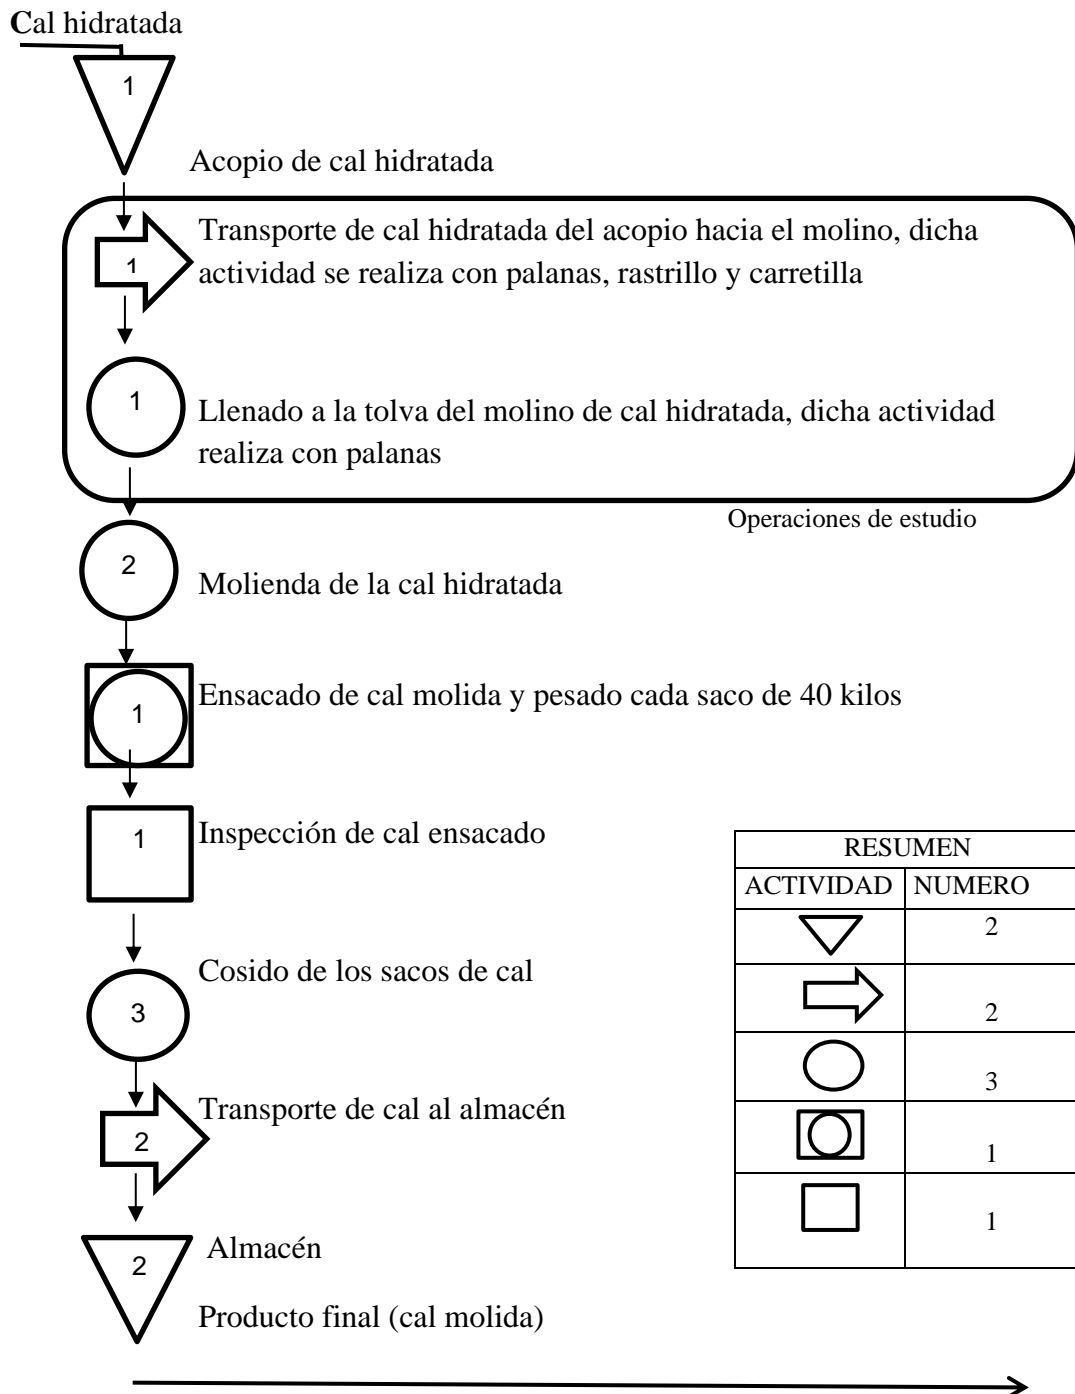 Cal hidratada
1
Acopio de cal hidratada
1
Transporte de cal hidratada del acopio hacia el molino, dicha
actividad se realiza con palanas, rastrillo y carretilla
1
Llenado a la tolva del molino de cal hidratada, dicha actividad
realiza con palanas
Operaciones de estudio
2
Molienda de la cal hidratada
1
Ensacado de cal molida y pesado cada saco de 40 kilos
1
Inspección de cal ensacado
3
Cosido de los sacos de cal
2
Transporte de cal al almacén
2
Almacén
Producto final (cal molida)
RESUMEN
ACTIVIDAD NUMERO
2
2
3
1
1